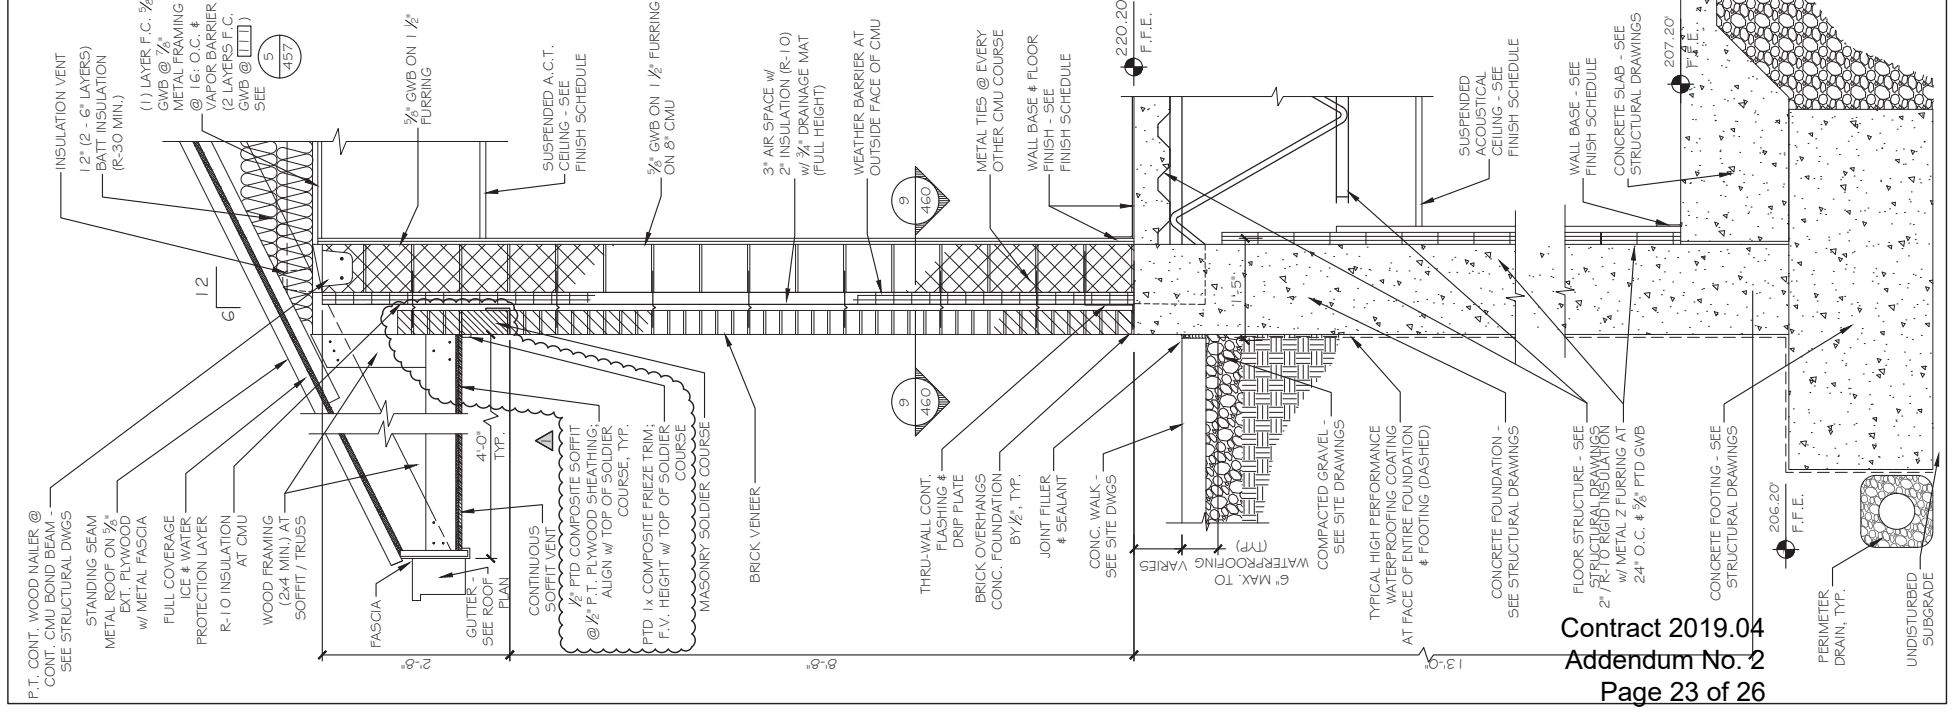 INSULATION VENT
12" (2 - 6" LAYERS)
BATT INSULATION
(R-30 MIN.)
(1) LAYER F.C. 5/8"
GWB @ 7/8"
METAL FRAMING
@ 16: O.C. &
VAPOR BARRIER
(2 LAYERS F.C.
GWB @
SEE
5
457
5/8" GWB ON 1 1/2"
FURRING
SUSPENDED A.C.T.
CEILING - SEE
FINISH SCHEDULE
5/8" GWB ON 1 1/2" FURRING
ON 8" CMU
3" AIR SPACE w/
2" INSULATION (R-10)
w/ 3/4" DRAINAGE MAT
(FULL HEIGHT)
WEATHER BARRIER AT
OUTSIDE FACE OF CMU
9
460
METAL TIES @ EVERY
OTHER CMU COURSE
WALL BASE & FLOOR
FINISH - SEE
FINISH SCHEDULE
220.20'
F.F.E.
SUSPENDED
ACOUSTICAL
CEILING - SEE
FINISH SCHEDULE
WALL BASE - SEE
FINISH SCHEDULE
CONCRETE SLAB - SEE
STRUCTURAL DRAWINGS
207.20'
F.F.E.
12
6
1'-5"
P.T. CONT. WOOD NAILER @
CONT. CMU BOND BEAM -
SEE STRUCTURAL DWGS
STANDING SEAM
METAL ROOF ON 5/8"
EXT. PLYWOOD
w/ METAL FASCIA
FULL COVERAGE
ICE & WATER
PROTECTION LAYER
R-10 INSULATION
AT CMU
WOOD FRAMING
(2x4 MIN.) AT
SOFFIT / TRUSS
FASCIA
GUTTER -
SEE ROOF
PLAN
4'-0"
TYP.
CONTINUOUS
SOFFIT VENT
1
1/2" PTD COMPOSITE SOFFIT
@ 1/2" P.T. PLYWOOD SHEATHING;
ALIGN w/ TOP OF SOLDIER
COURSE, TYP.
PTD 1x COMPOSITE FRIEZE TRIM;
F.V. HEIGHT w/ TOP OF SOLDIER
COURSE
MASONRY SOLDIER COURSE
BRICK VENEER
9
460
THRU-WALL CONT.
FLASHING &
DRIP PLATE
BRICK OVERHANGS
CONC. FOUNDATION
BY 1/2", TYP.
JOINT FILLER
& SEALANT
CONC. WALK -
SEE SITE DWGS
VARIES
6" MAX. TO
WATERPROOFING
(TYP)
COMPACTED GRAVEL -
SEE SITE DRAWINGS
TYPICAL HIGH PERFORMANCE
WATERPROOFING COATING
AT FACE OF ENTIRE FOUNDATION
& FOOTING (DASHED)
CONCRETE FOUNDATION -
SEE STRUCTURAL DRAWINGS
FLOOR STRUCTURE - SEE
STRUCTURAL DRAWINGS
2" / R-10 RIGID INSULATION
w/ METAL Z FURRING AT
24" O.C. & 5/8" PTD GWB
CONCRETE FOOTING - SEE
STRUCTURAL DRAWINGS
206.20'
F.F.E.
PERIMETER
DRAIN, TYP.
UNDISTURBED
SUBGRADE
2'-8"
8'-8"
13'-0"
Contract 2019.04
Addendum No. 2
Page 23 of 26